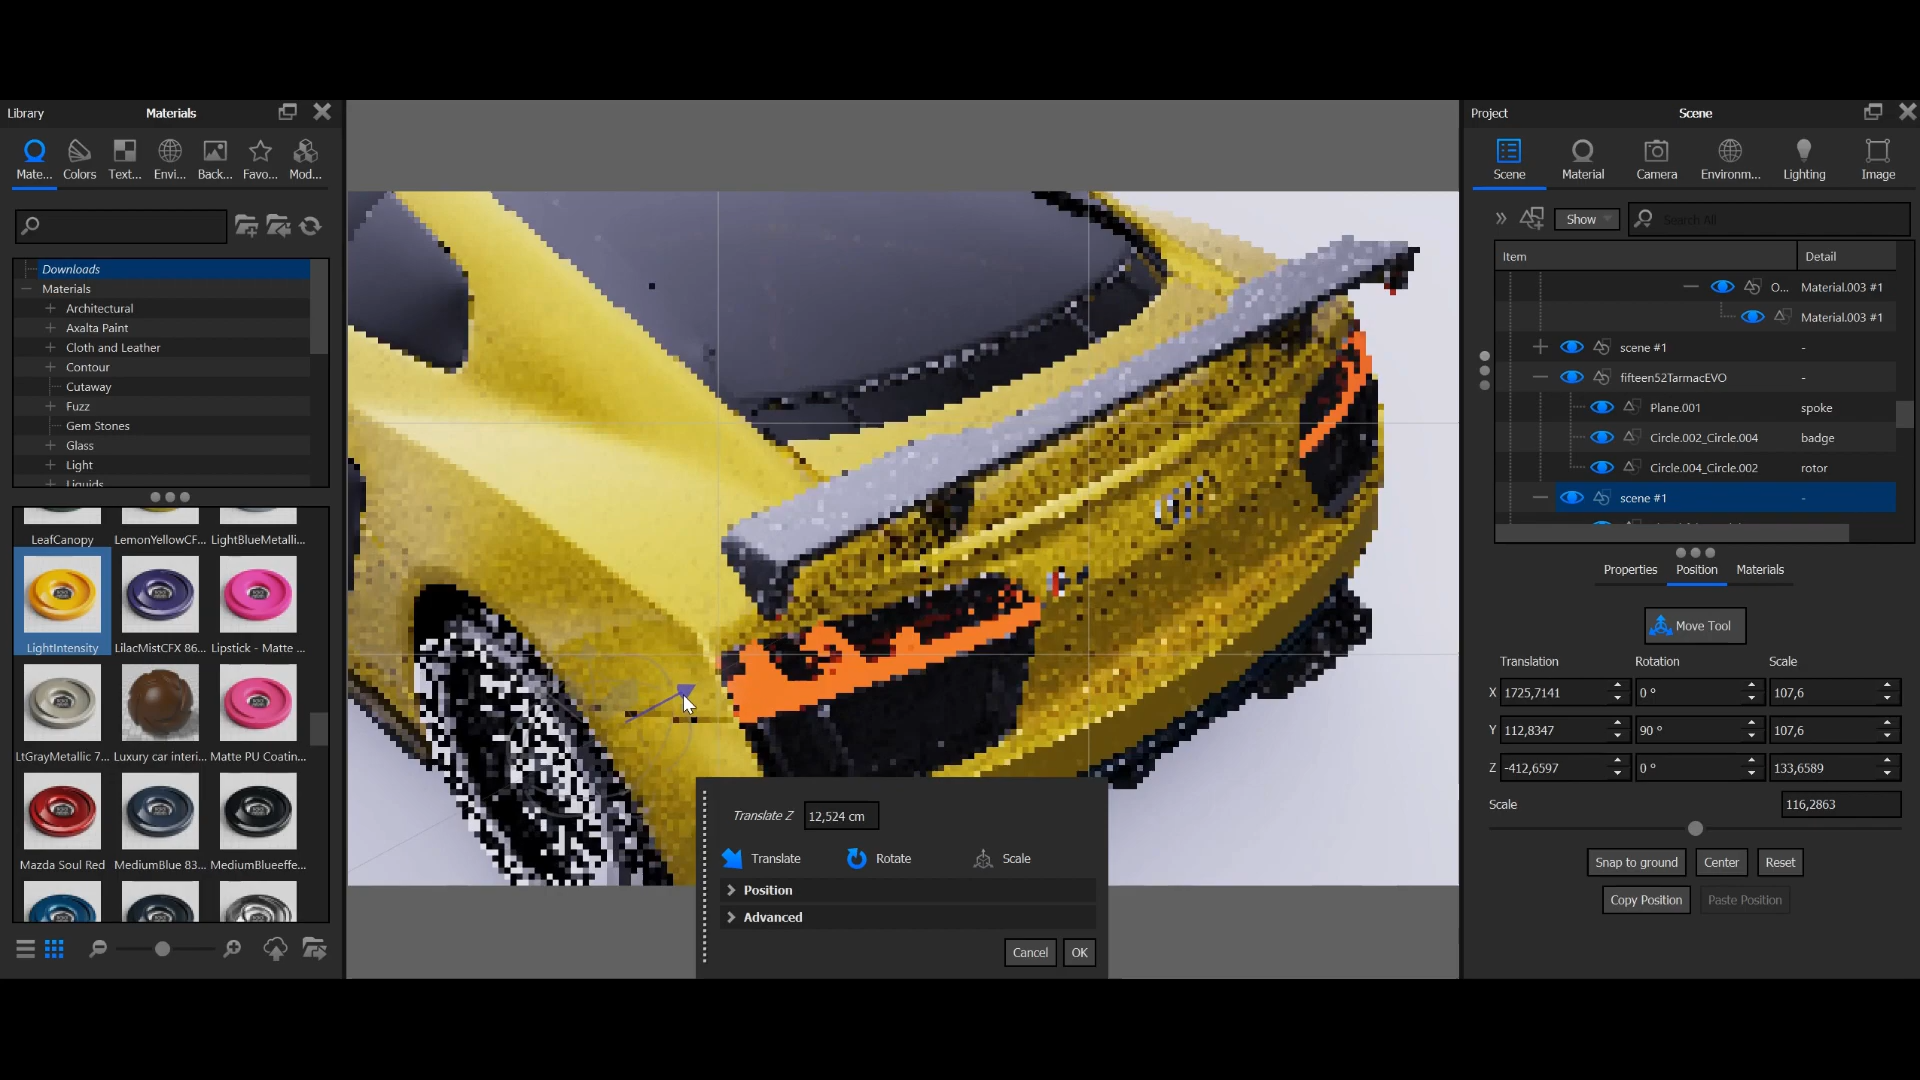 Library
Materials
Mate...
Colors
Text...
Envi...
Back...
Favo...
Mod...
Downloads
Materials
Architectural
Axalta Paint
Cloth and Leather
Contour
Cutaway
Fuzz
Gem Stones
Glass
Light
Liquids
LeafCanopy
LemonYellowCF...
LightBlueMetalli...
LightIntensity
LilacMistCFX 86...
Lipstick - Matte ...
LtGrayMetallic 7...
Luxury car interi...
Matte PU Coatin...
Mazda Soul Red
MediumBlue 83...
MediumBlueeffe...
Translate Z
12,524 cm
Translate
Rotate
Scale
Position
Advanced
Cancel
OK
Project
Scene
Scene
Material
Camera
Environm...
Lighting
Image
Show
Search All
Item
Detail
O...
Material.003 #1
Material.003 #1
scene #1
-
fifteen52TarmacEVO
-
Plane.001
spoke
Circle.002_Circle.004
badge
Circle.004_Circle.002
rotor
scene #1
-
Properties
Position
Materials
Move Tool
Translation
Rotation
Scale
X 1725,7141
0 °
107,6
Y 112,8347
90 °
107,6
Z -412,6597
0 °
133,6589
Scale
116,2863
Snap to ground
Center
Reset
Copy Position
Paste Position